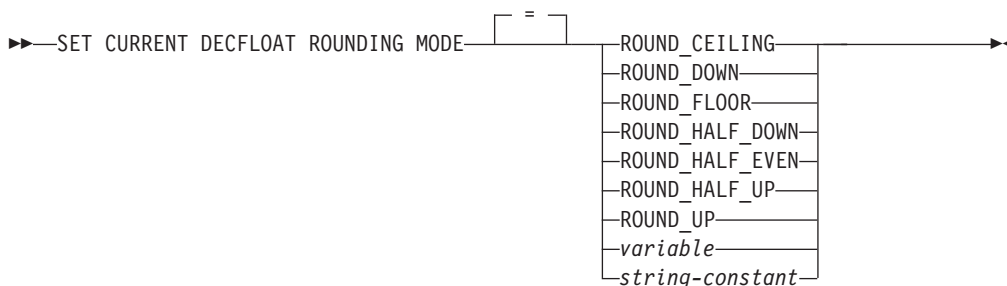 =
SET CURRENT DECFLOAT ROUNDING MODE
ROUND_CEILING
ROUND_DOWN
ROUND_FLOOR
ROUND_HALF_DOWN
ROUND_HALF_EVEN
ROUND_HALF_UP
ROUND_UP
variable
string-constant